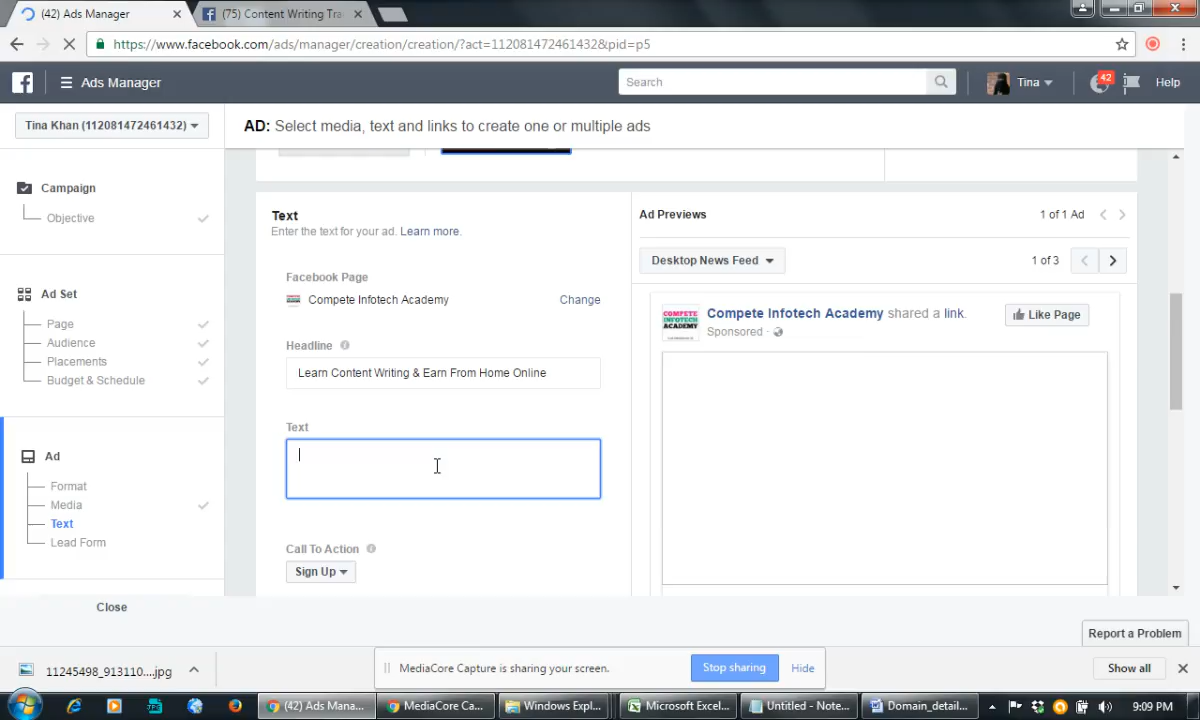 (42) Ads Manager
(75) Content Writing Tra
https://www.facebook.com/ads/manager/creation/creation/?act=112081472461432&pid=p5
Ads Manager
Search
Tina
42
Help
Tina Khan (112081472461432)
AD: Select media, text and links to create one or multiple ads
Campaign
Objective
Ad Set
Page
Audience
Placements
Budget & Schedule
Ad
Format
Media
Text
Lead Form
Close
Text
Enter the text for your ad. Learn more.
Facebook Page
Compete Infotech Academy
Change
Headline
Learn Content Writing & Earn From Home Online
Text
Call To Action
Sign Up
Ad Previews
1 of 1 Ad
Desktop News Feed
1 of 3
COMPETE
INFOTECH
ACADEMY
Compete Infotech Academy shared a link.
Sponsored ·
Like Page
Report a Problem
11245498_913110....jpg
MediaCore Capture is sharing your screen.
Stop sharing
Hide
Show all
(42) Ads Mana...
MediaCore Ca...
Windows Expl...
Microsoft Excel...
Untitled - Note...
Domain_detail...
9:09 PM